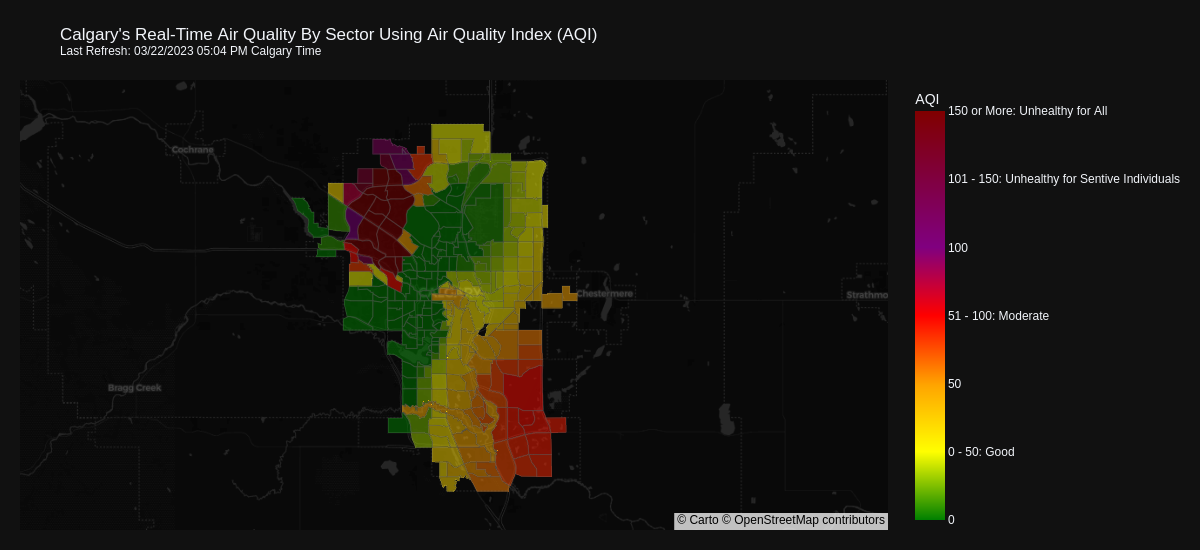 Calgary's Real-Time Air Quality By Sector Using Air Quality Index (AQI)
Last Refresh: 03/22/2023 05:04 PM Calgary Time
AQI
150 or More: Unhealthy for All
Cochrane
101 - 150: Unhealthy for Sentive Individuals
100
Chestermere
Strathmo
51 - 100: Moderate
50
Bragg Creek
0 - 50: Good
0
© Carto © OpenStreetMap contributors